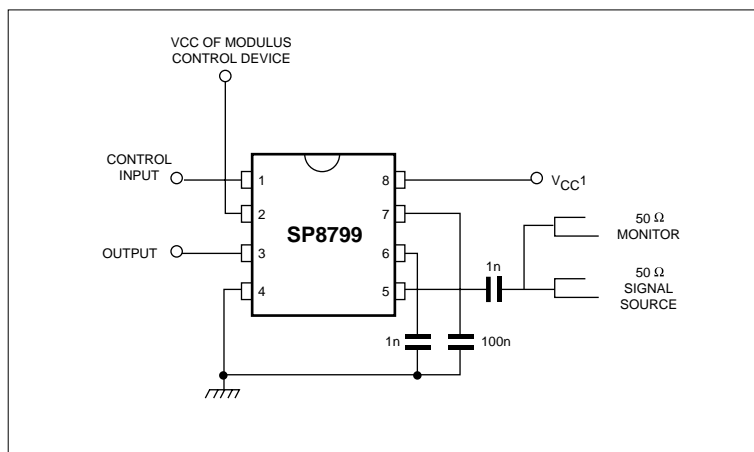 VCC OF MODULUS
CONTROL DEVICE
CONTROL
INPUT
OUTPUT
1
2
3
4
SP8799
8
7
6
5
VCC1
50 Ω
MONITOR
50 Ω
SIGNAL
SOURCE
1n
1n
100n